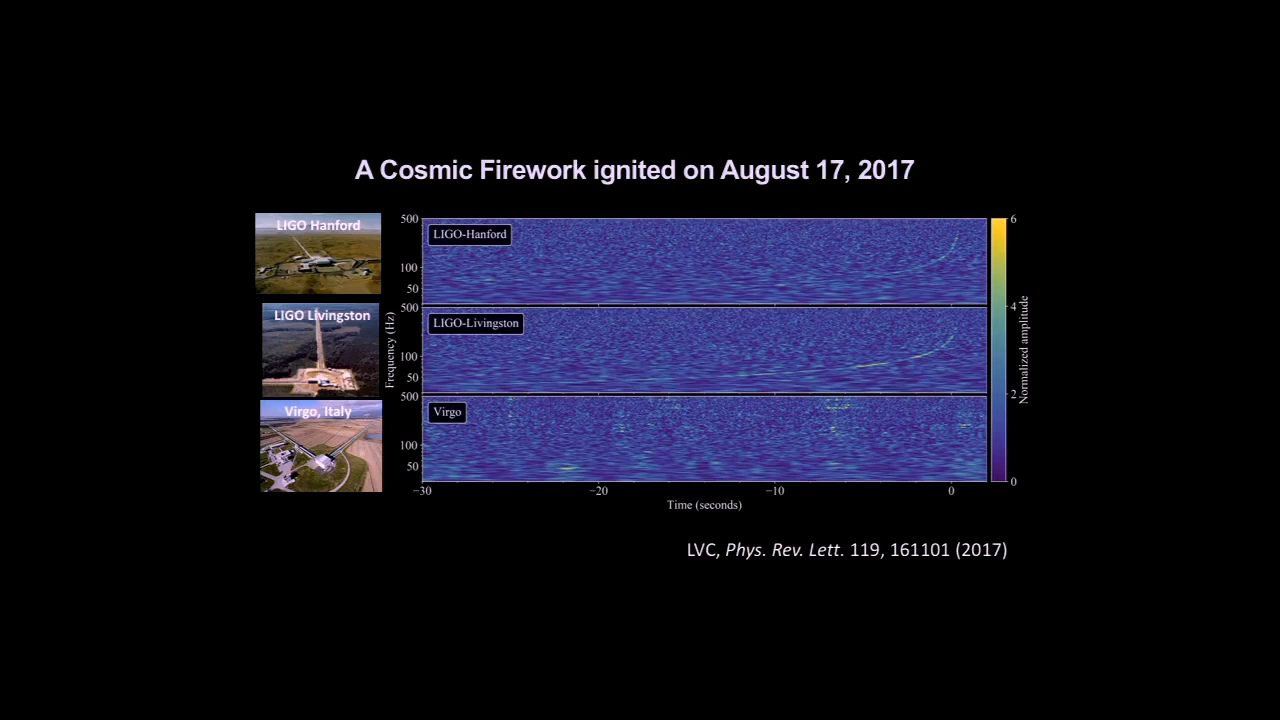 A Cosmic Firework ignited on August 17, 2017
LIGO Hanford
LIGO Livingston
Virgo, Italy
Frequency (Hz)
500
100
50
LIGO-Hanford
500
100
50
LIGO-Livingston
500
100
50
Virgo
−30
−20
−10
0
Time (seconds)
6
4
2
0
Normalized amplitude
LVC, Phys. Rev. Lett. 119, 161101 (2017)